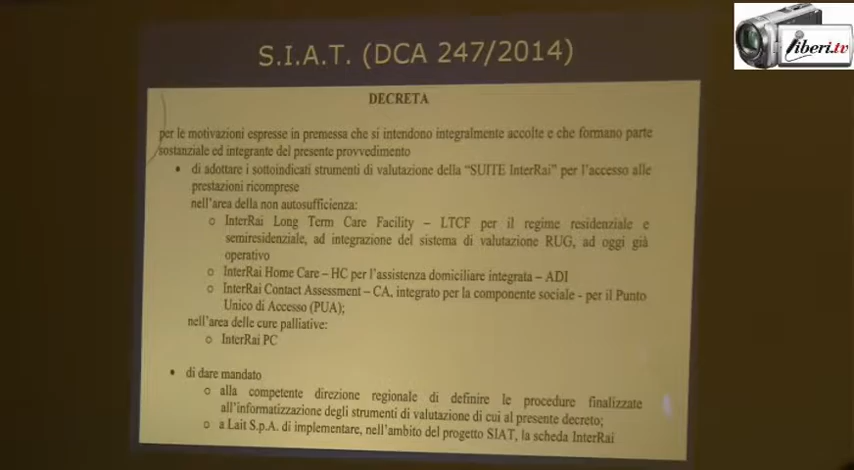 S.I.A.T. (DCA 247/2014)
liberi.tv
DECRETA
per le motivazioni espresse in premessa che si intendono integralmente accolte e che formano parte
sostanziale ed integrante del presente provvedimento
• di adottare i sottoindicati strumenti di valutazione della “SUITE InterRai” per l'accesso alle
prestazioni ricomprese
nell'area della non autosufficienza:
o InterRai Long Term Care Facility – LTCF per il regime residenziale e
semiresidenziale, ad integrazione del sistema di valutazione RUG, ad oggi già
operativo
o InterRai Home Care – HC per l'assistenza domiciliare integrata – ADI
o InterRai Contact Assessment – CA, integrato per la componente sociale - per il Punto
Unico di Accesso (PUA);
nell'area delle cure palliative:
o InterRai PC
• di dare mandato
o alla competente direzione regionale di definire le procedure finalizzate
all'informatizzazione degli strumenti di valutazione di cui al presente decreto;
o a Lait S.p.A. di implementare, nell'ambito del progetto SIAT, la scheda InterRai